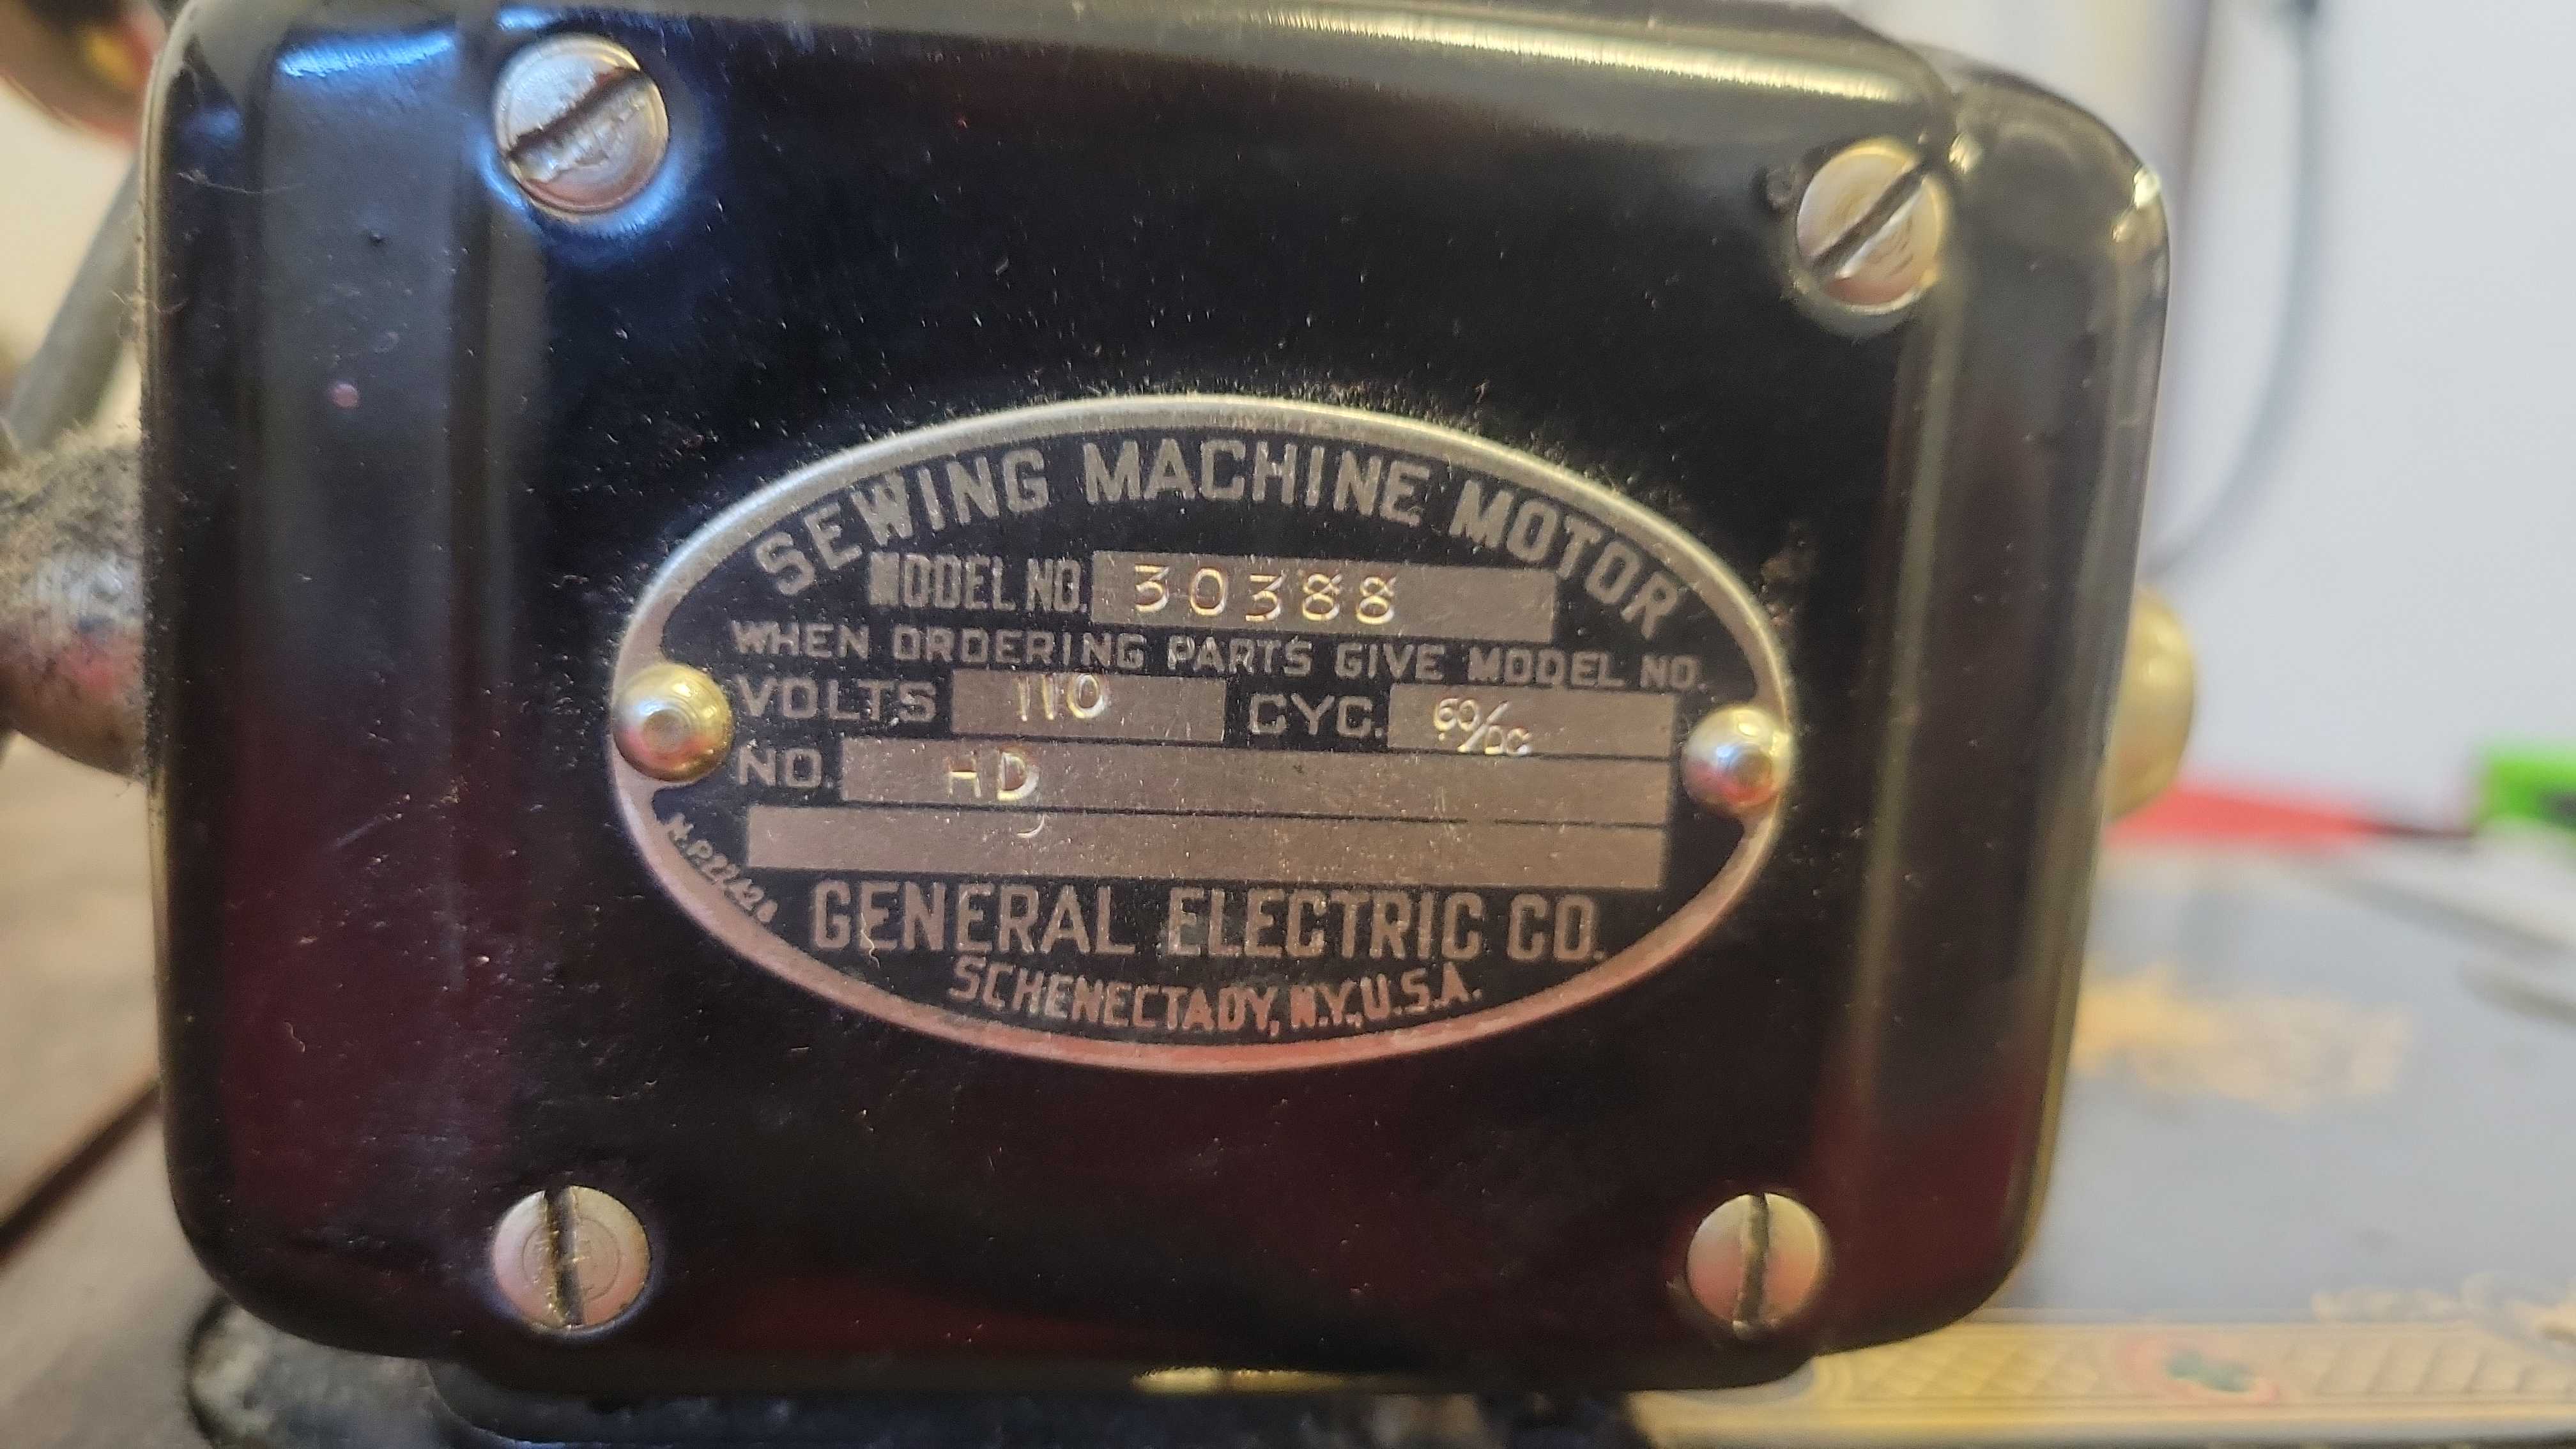 SEWING MACHINE MOTOR
MODEL NO. 30388
WHEN ORDERING PARTS GIVE MODEL NO.
VOLTS 110 CYC. 60/DC
NO. HD
N.P.22428
GENERAL ELECTRIC CO.
SCHENECTADY, N.Y., U.S.A.